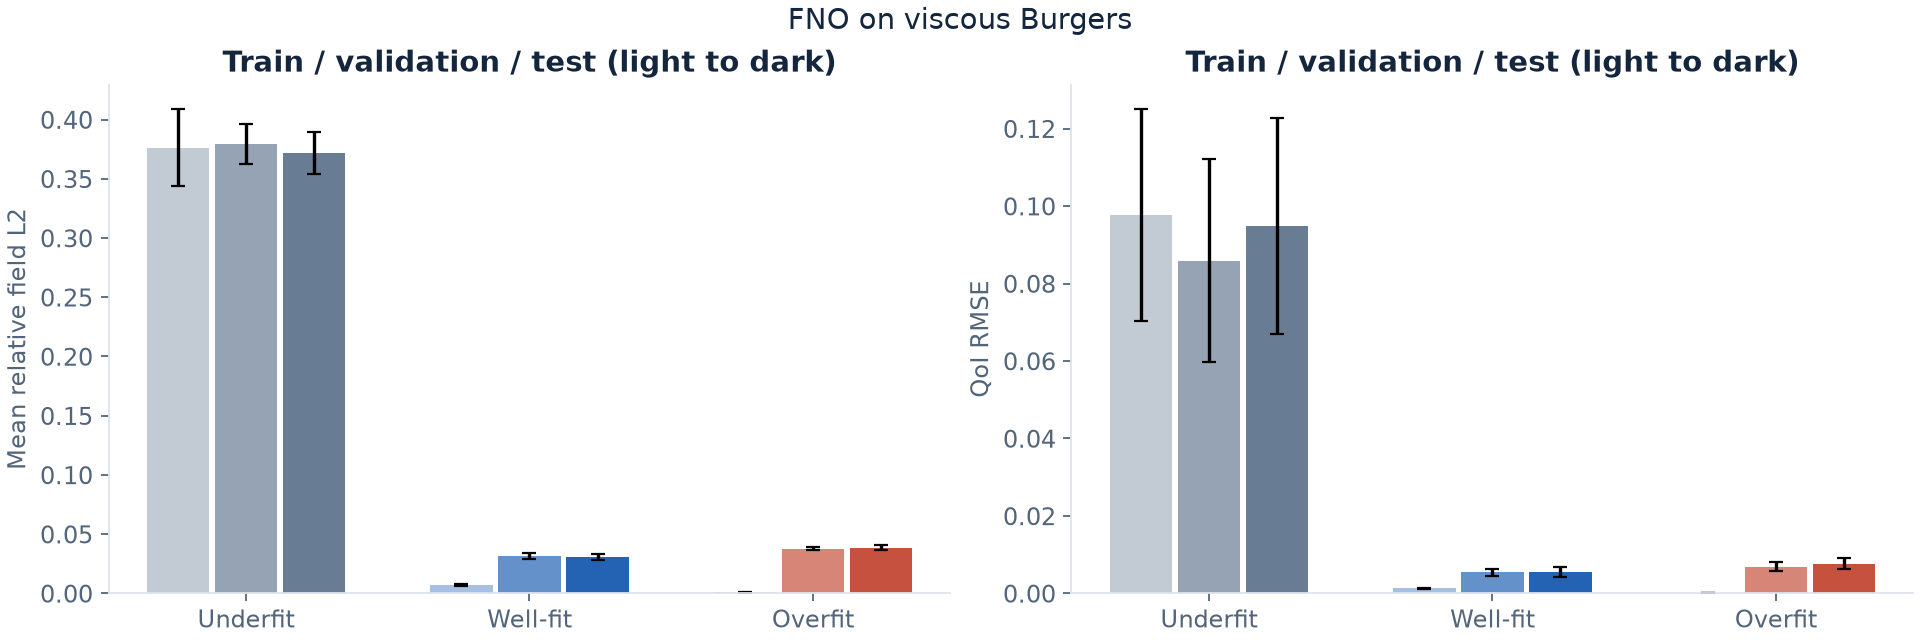 FNO on viscous Burgers
Train / validation / test (light to dark)
Mean relative field L2
0.40
0.35
0.30
0.25
0.20
0.15
0.10
0.05
0.00
Underfit
Well-fit
Overfit
Train / validation / test (light to dark)
QoI RMSE
0.12
0.10
0.08
0.06
0.04
0.02
0.00
Underfit
Well-fit
Overfit